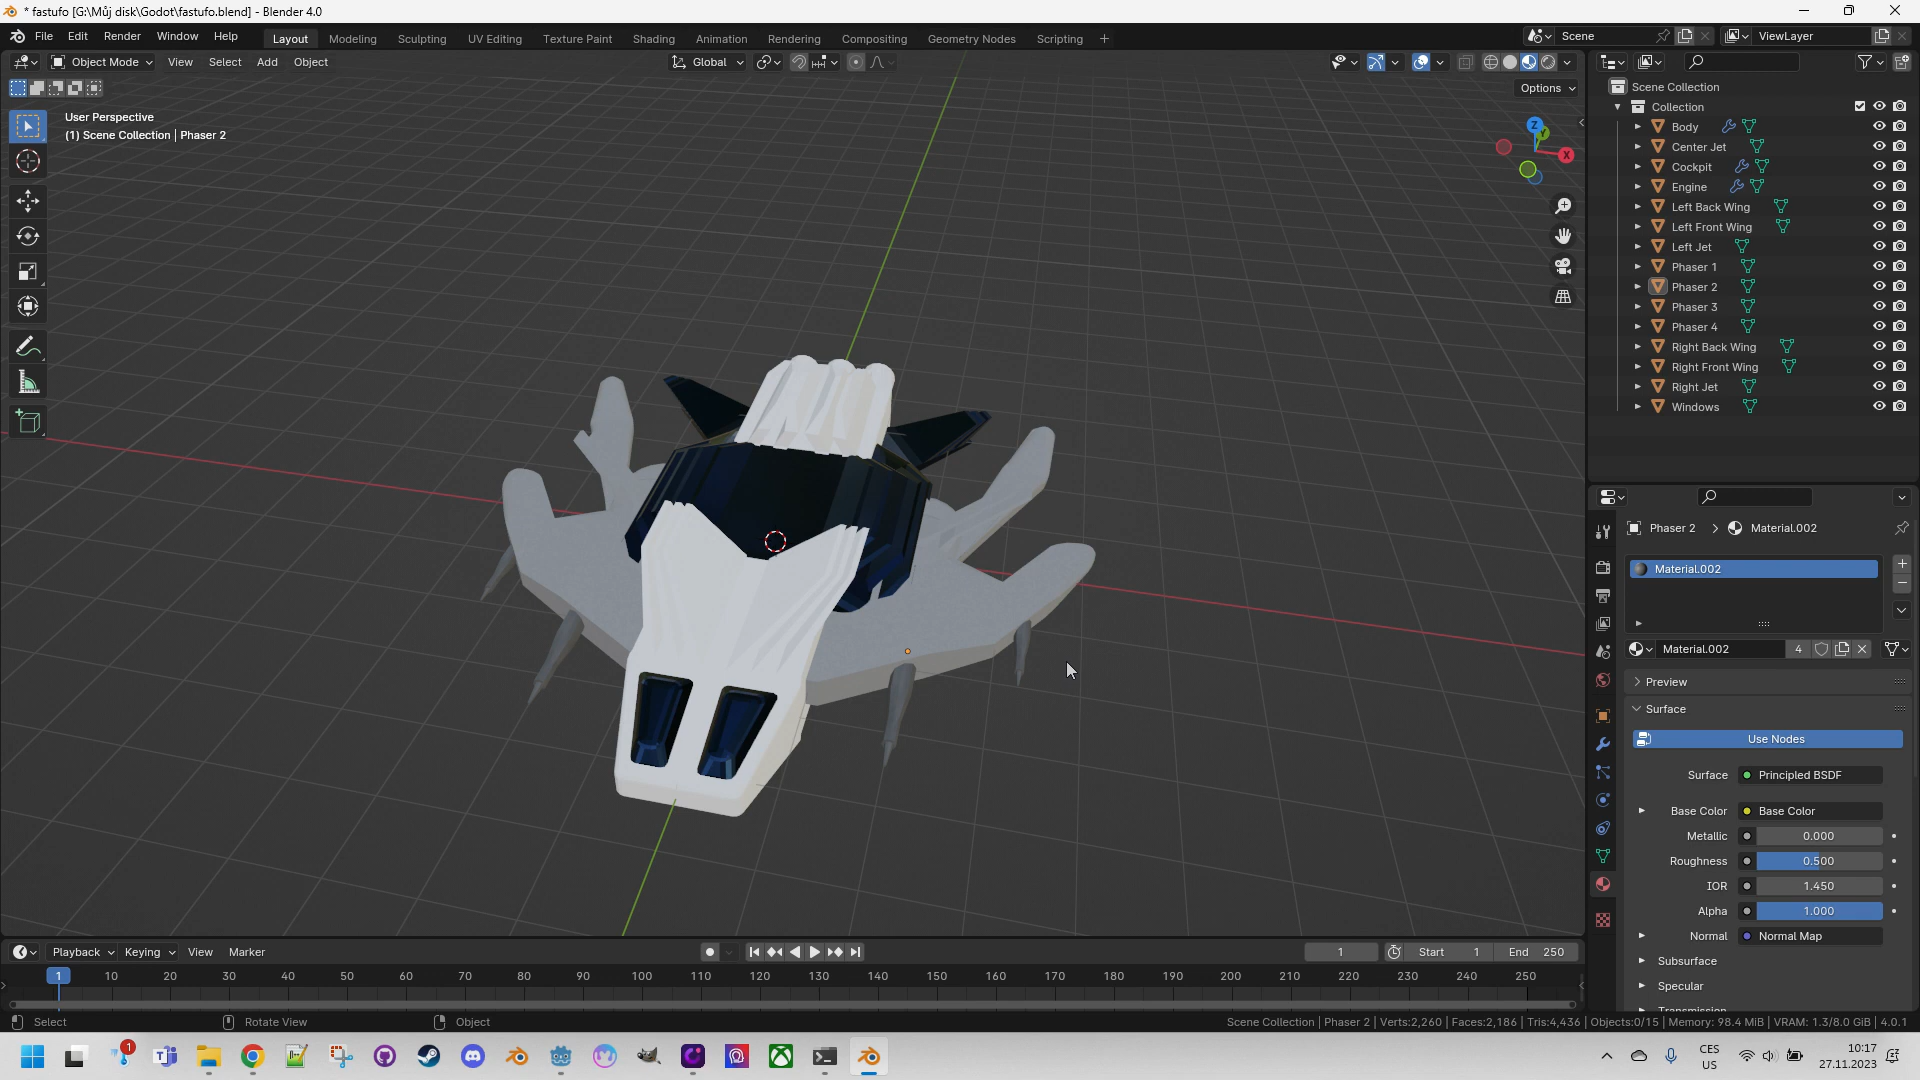 * fastufo [G:\Můj disk\Godot\fastufo.blend] - Blender 4.0
File Edit Render Window Help
Layout Modeling Sculpting UV Editing Texture Paint Shading Animation Rendering Compositing Geometry Nodes Scripting +
Scene
ViewLayer
Object Mode View Select Add Object
Global
Options
User Perspective
(1) Scene Collection | Phaser 2
Z
Y
X
Scene Collection
Collection
Body
Center Jet
Cockpit
Engine
Left Back Wing
Left Front Wing
Left Jet
Phaser 1
Phaser 2
Phaser 3
Phaser 4
Right Back Wing
Right Front Wing
Right Jet
Windows
Phaser 2 > Material.002
Material.002
Material.002 4
Preview
Surface
Use Nodes
Surface Principled BSDF
Base Color Base Color
Metallic 0.000
Roughness 0.500
IOR 1.450
Alpha 1.000
Normal Normal Map
Subsurface
Specular
Transmission
Playback Keying View Marker
1 Start 1 End 250
1 10 20 30 40 50 60 70 80 90 100 110 120 130 140 150 160 170 180 190 200 210 220 230 240 250
Select Rotate View Object
Scene Collection | Phaser 2 | Verts:2,260 | Faces:2,186 | Tris:4,436 | Objects:0/15 | Memory: 98.4 MiB | VRAM: 1.3/8.0 GiB | 4.0.1
1
CES
US
10:17
27.11.2023